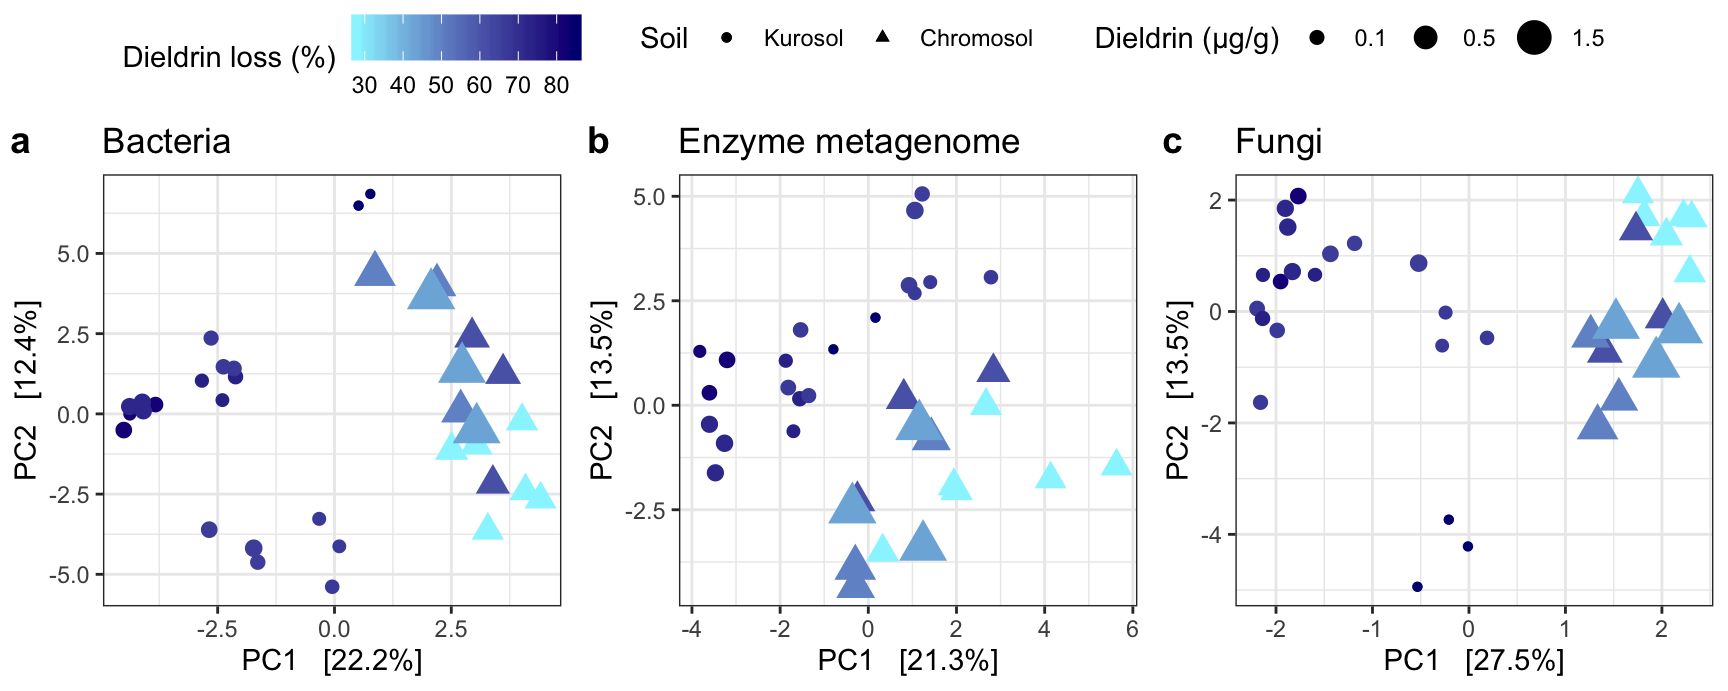 Dieldrin loss (%)
30 40 50 60 70 80
Soil Kurosol Chromosol
Dieldrin (µg/g) 0.1 0.5 1.5
a Bacteria
5.0
2.5
0.0
-2.5
-5.0
PC2 [12.4%]
-2.5 0.0 2.5
PC1 [22.2%]
b Enzyme metagenome
5.0
2.5
0.0
-2.5
PC2 [13.5%]
-4 -2 0 2 4 6
PC1 [21.3%]
c Fungi
2
0
-2
-4
PC2 [13.5%]
-2 -1 0 1 2
PC1 [27.5%]